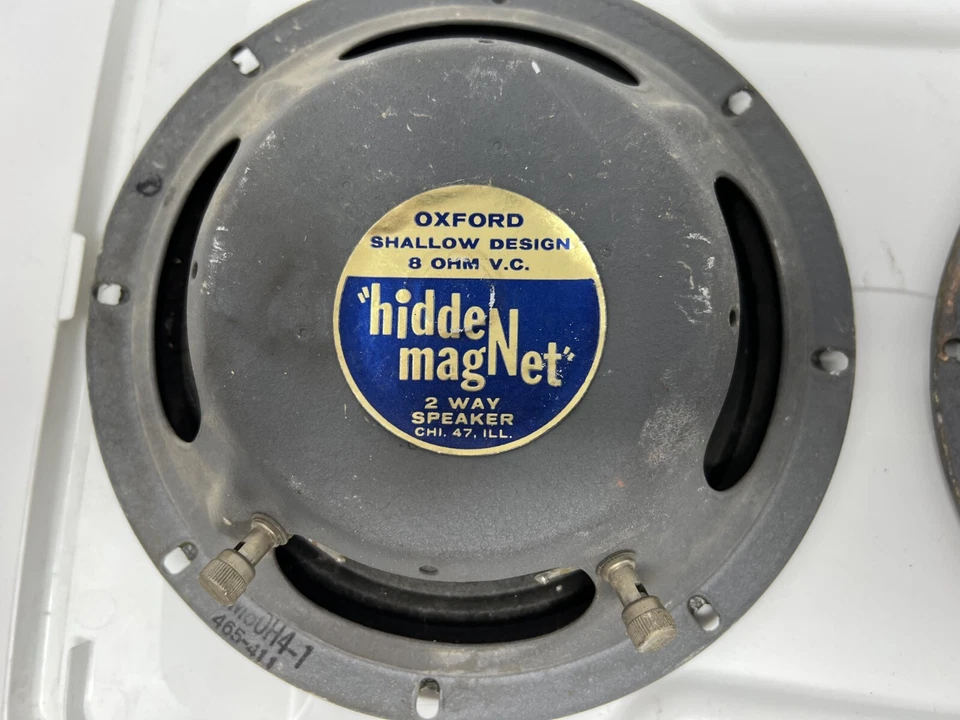 OXFORD
SHALLOW DESIGN
8 OHM V.C.
"hiddeN
magNet"
2 WAY
SPEAKER
CHI. 47, ILL.
465-411